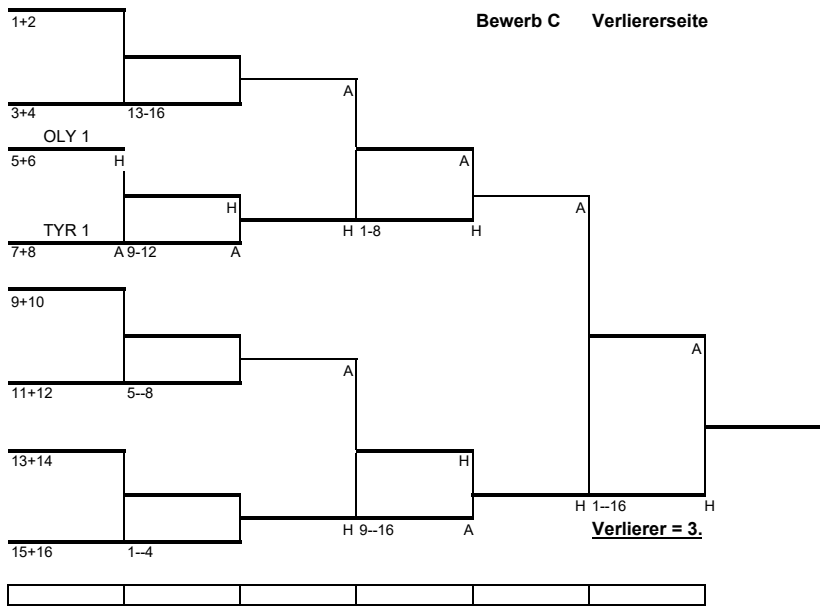 Bewerb C Verliererseite
1+2
A
3+4 13-16
OLY 1
5+6 H A
H A
TYR 1 H 1-8 H
7+8 A 9-12 A
9+10
A A
11+12 5--8
13+14 H
H 1--16 H
H 9--16 A Verlierer = 3.
15+16 1--4